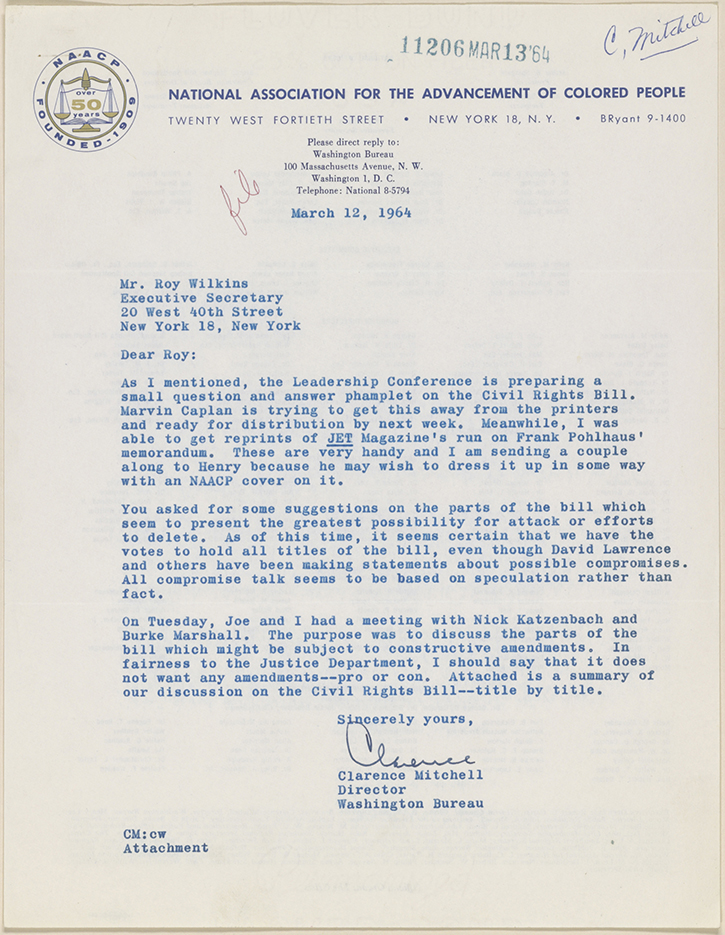 11206 MAR 13 '64
C, Mitchell
NAACP
FOUNDED-1909
over
50
years
NATIONAL ASSOCIATION FOR THE ADVANCEMENT OF COLORED PEOPLE
TWENTY WEST FORTIETH STREET • NEW YORK 18, N. Y. • BRyant 9-1400
Please direct reply to:
Washington Bureau
100 Massachusetts Avenue, N. W.
Washington 1, D. C.
Telephone: National 8-5794
file
March 12, 1964
Mr. Roy Wilkins
Executive Secretary
20 West 40th Street
New York 18, New York
Dear Roy:
As I mentioned, the Leadership Conference is preparing a
small question and answer phamplet on the Civil Rights Bill.
Marvin Caplan is trying to get this away from the printers
and ready for distribution by next week. Meanwhile, I was
able to get reprints of JET Magazine's run on Frank Pohlhaus'
memorandum. These are very handy and I am sending a couple
along to Henry because he may wish to dress it up in some way
with an NAACP cover on it.
You asked for some suggestions on the parts of the bill which
seem to present the greatest possibility for attack or efforts
to delete. As of this time, it seems certain that we have the
votes to hold all titles of the bill, even though David Lawrence
and others have been making statements about possible compromises.
All compromise talk seems to be based on speculation rather than
fact.
On Tuesday, Joe and I had a meeting with Nick Katzenbach and
Burke Marshall. The purpose was to discuss the parts of the
bill which might be subject to constructive amendments. In
fairness to the Justice Department, I should say that it does
not want any amendments--pro or con. Attached is a summary of
our discussion on the Civil Rights Bill--title by title.
Sincerely yours,
Clarence
Clarence Mitchell
Director
Washington Bureau
CM:cw
Attachment